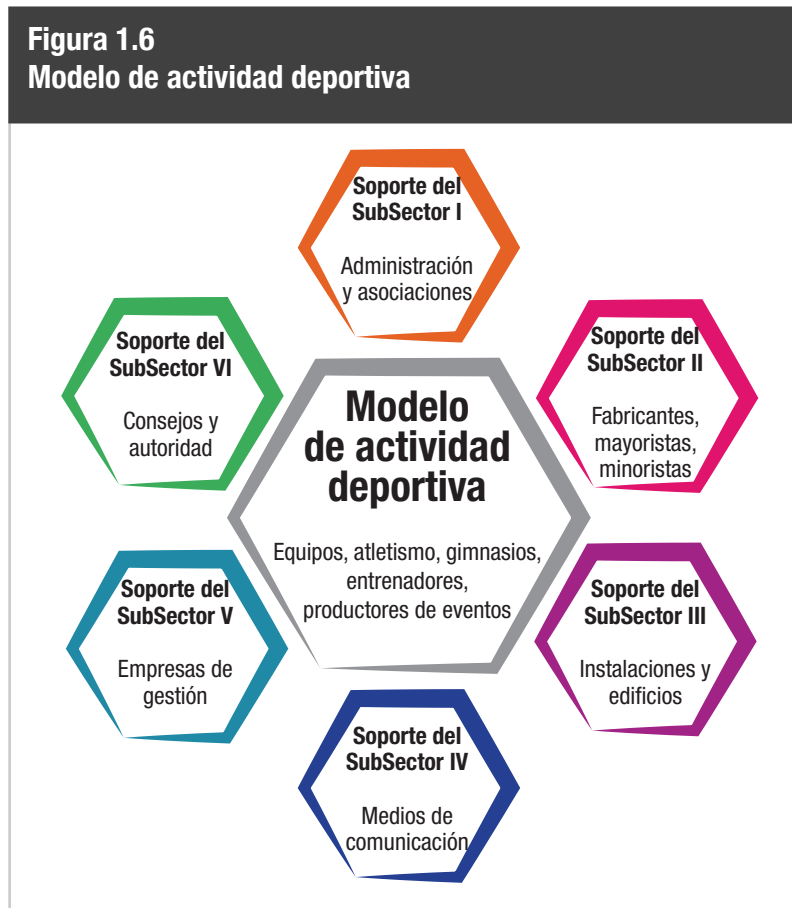 Figura 1.6
Modelo de actividad deportiva
Soporte del
SubSector I
Administración
y asociaciones
Soporte del
SubSector VI
Consejos y
autoridad
Soporte del
SubSector II
Fabricantes,
mayoristas,
minoristas
Modelo
de actividad
deportiva
Equipos, atletismo, gimnasios,
entrenadores,
productores de eventos
Soporte del
SubSector V
Empresas de
gestión
Soporte del
SubSector III
Instalaciones y
edificios
Soporte del
SubSector IV
Medios de
comunicación